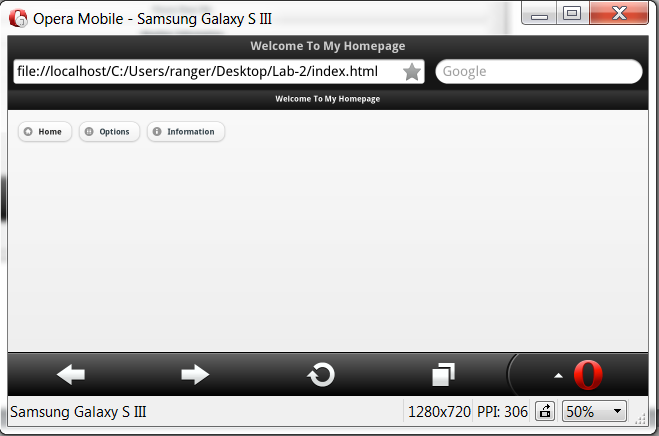 Opera Mobile - Samsung Galaxy S III
Welcome To My Homepage
file://localhost/C:/Users/ranger/Desktop/Lab-2/index.html Google
Welcome To My Homepage
Home Options Information
Samsung Galaxy S III 1280x720 PPI: 306 50%